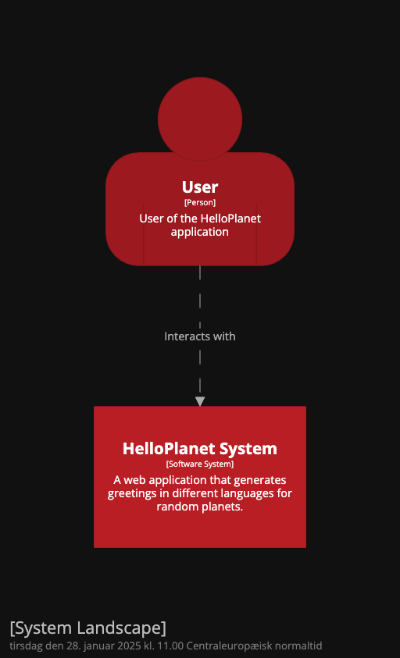 User
[Person]
User of the HelloPlanet
application
Interacts with
HelloPlanet System
[Software System]
A web application that generates
greetings in different languages for
random planets.
[System Landscape]
tirsdag den 28. januar 2025 kl. 11.00 Centraleuropæisk normaltid